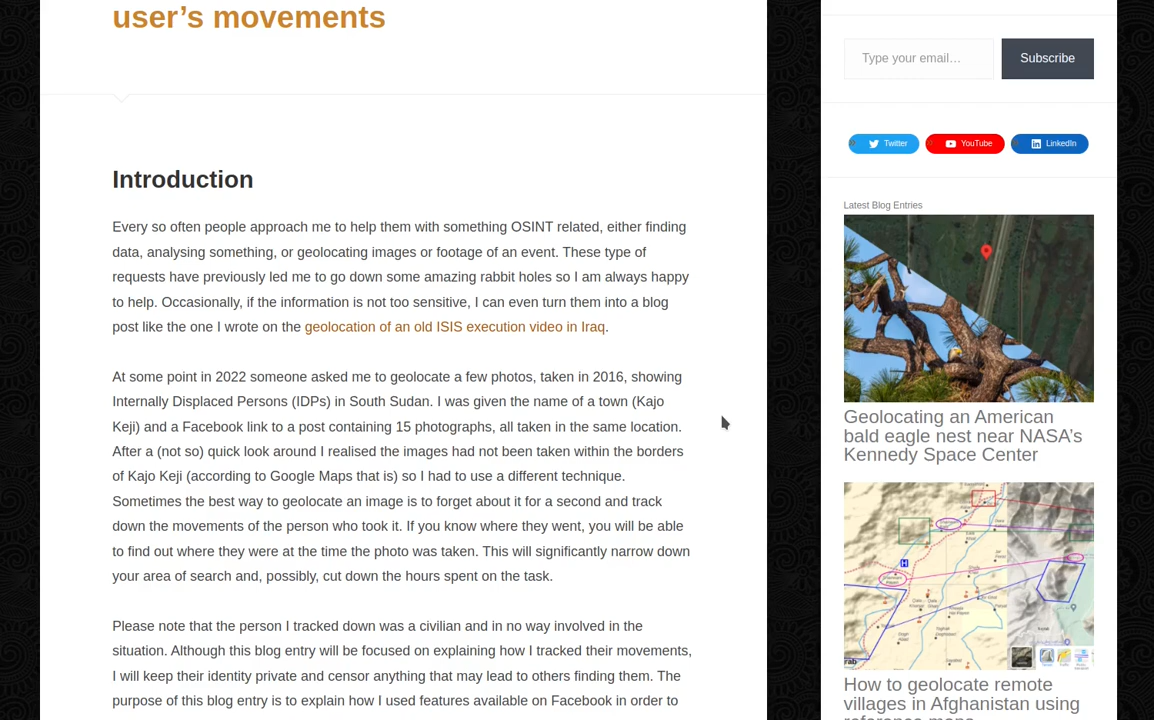 user's movements
Introduction
Every so often people approach me to help them with something OSINT related, either finding
data, analysing something, or geolocating images or footage of an event. These type of
requests have previously led me to go down some amazing rabbit holes so I am always happy
to help. Occasionally, if the information is not too sensitive, I can even turn them into a blog
post like the one I wrote on the geolocation of an old ISIS execution video in Iraq.
At some point in 2022 someone asked me to geolocate a few photos, taken in 2016, showing
Internally Displaced Persons (IDPs) in South Sudan. I was given the name of a town (Kajo
Keji) and a Facebook link to a post containing 15 photographs, all taken in the same location.
After a (not so) quick look around I realised the images had not been taken within the borders
of Kajo Keji (according to Google Maps that is) so I had to use a different technique.
Sometimes the best way to geolocate an image is to forget about it for a second and track
down the movements of the person who took it. If you know where they went, you will be able
to find out where they were at the time the photo was taken. This will significantly narrow down
your area of search and, possibly, cut down the hours spent on the task.
Please note that the person I tracked down was a civilian and in no way involved in the
situation. Although this blog entry will be focused on explaining how I tracked their movements,
I will keep their identity private and censor anything that may lead to others finding them. The
purpose of this blog entry is to explain how I used features available on Facebook in order to
Type your email…
Subscribe
Twitter
YouTube
LinkedIn
Latest Blog Entries
Geolocating an American
bald eagle nest near NASA's
Kennedy Space Center
H
How to geolocate remote
villages in Afghanistan using
reference maps